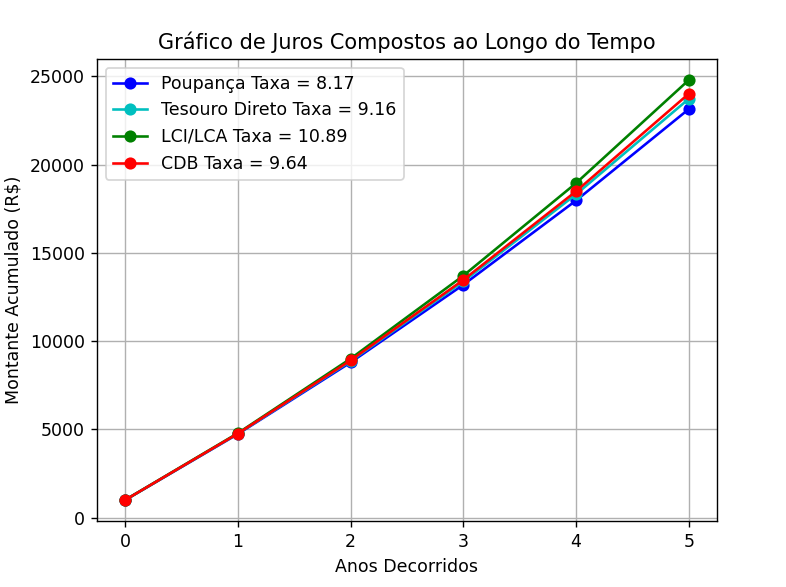 Gráfico de Juros Compostos ao Longo do Tempo
Montante Acumulado (R$)
25000
20000
15000
10000
5000
0
Poupança Taxa = 8.17
Tesouro Direto Taxa = 9.16
LCI/LCA Taxa = 10.89
CDB Taxa = 9.64
0 1 2 3 4 5
Anos Decorridos